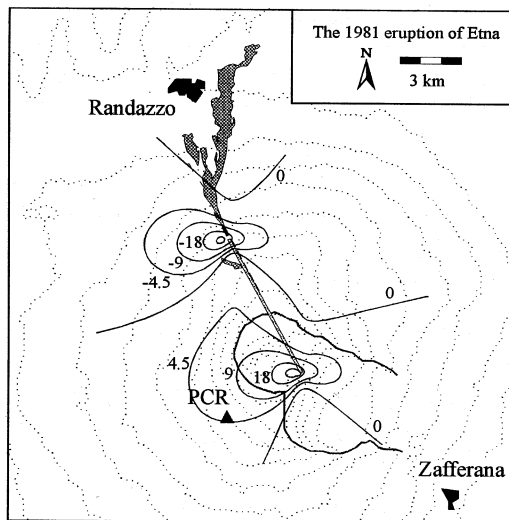 The 1981 eruption of Etna
N
3 km
Randazzo
0
-18
-9
-4.5
0
4.5
9
18
PCR
0
Zafferana